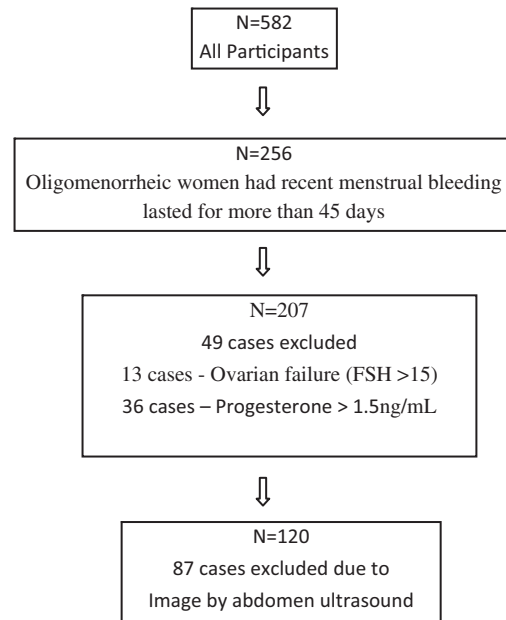 N=582
All Participants
N=256
Oligomenorrheic women had recent menstrual bleeding
lasted for more than 45 days
N=207
49 cases excluded
13 cases - Ovarian failure (FSH >15)
36 cases – Progesterone > 1.5ng/mL
N=120
87 cases excluded due to
Image by abdomen ultrasound